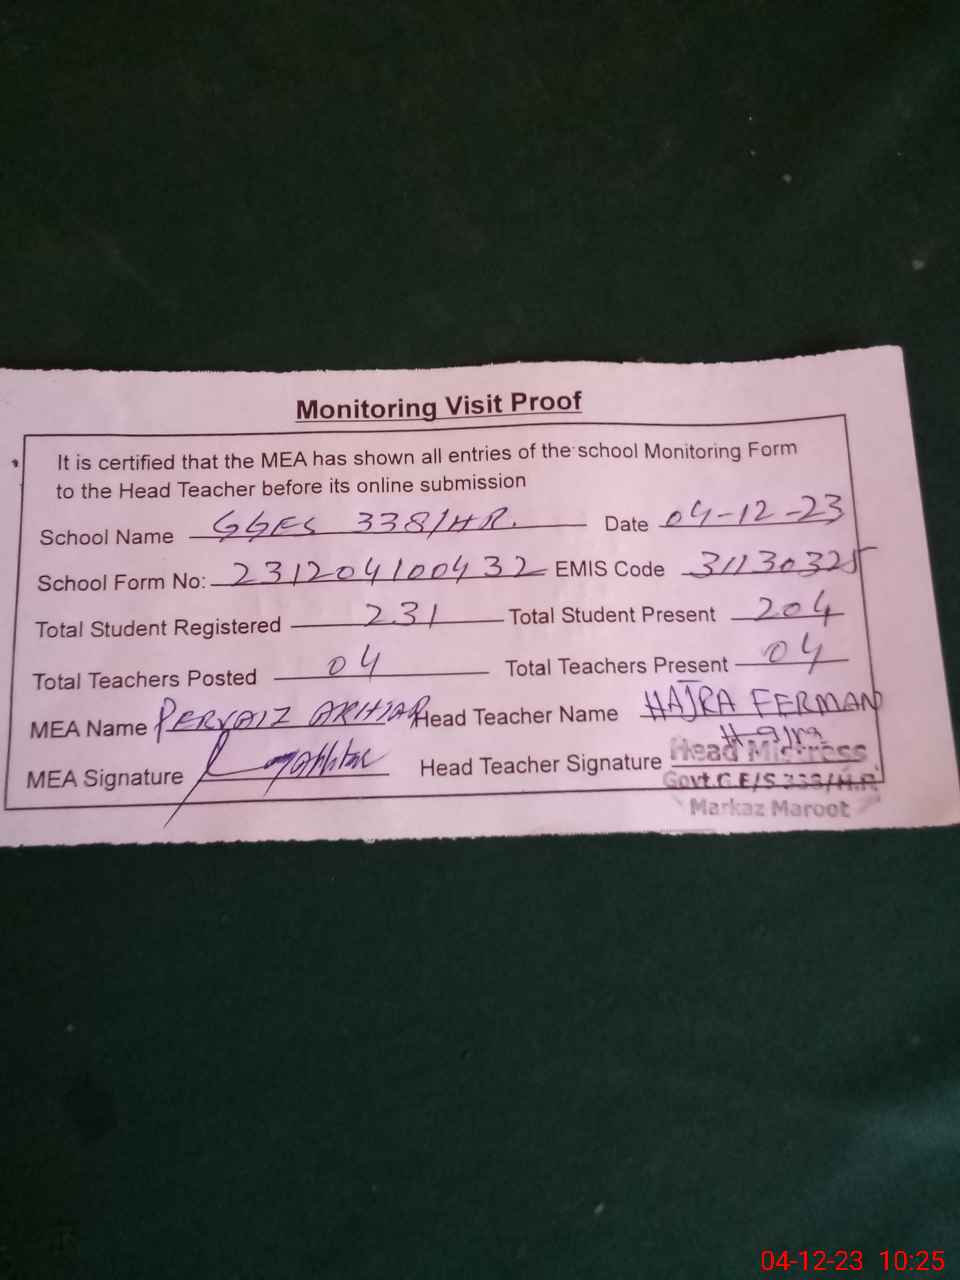 Monitoring Visit Proof
It is certified that the MEA has shown all entries of the school Monitoring Form
to the Head Teacher before its online submission
School Name GGES 338/HR. Date 04-12-23
School Form No: 231204100432 EMIS Code 31130325
Total Student Registered 231 Total Student Present 204
Total Teachers Posted 04 Total Teachers Present 04
MEA Name PERVAIZ Head Teacher Name HAJRA FERMAN
MEA Signature Head Teacher Signature Hajra
Head Mistress
Govt.G.E/S 338/H.R
Markaz Maroot
04-12-23 10:25